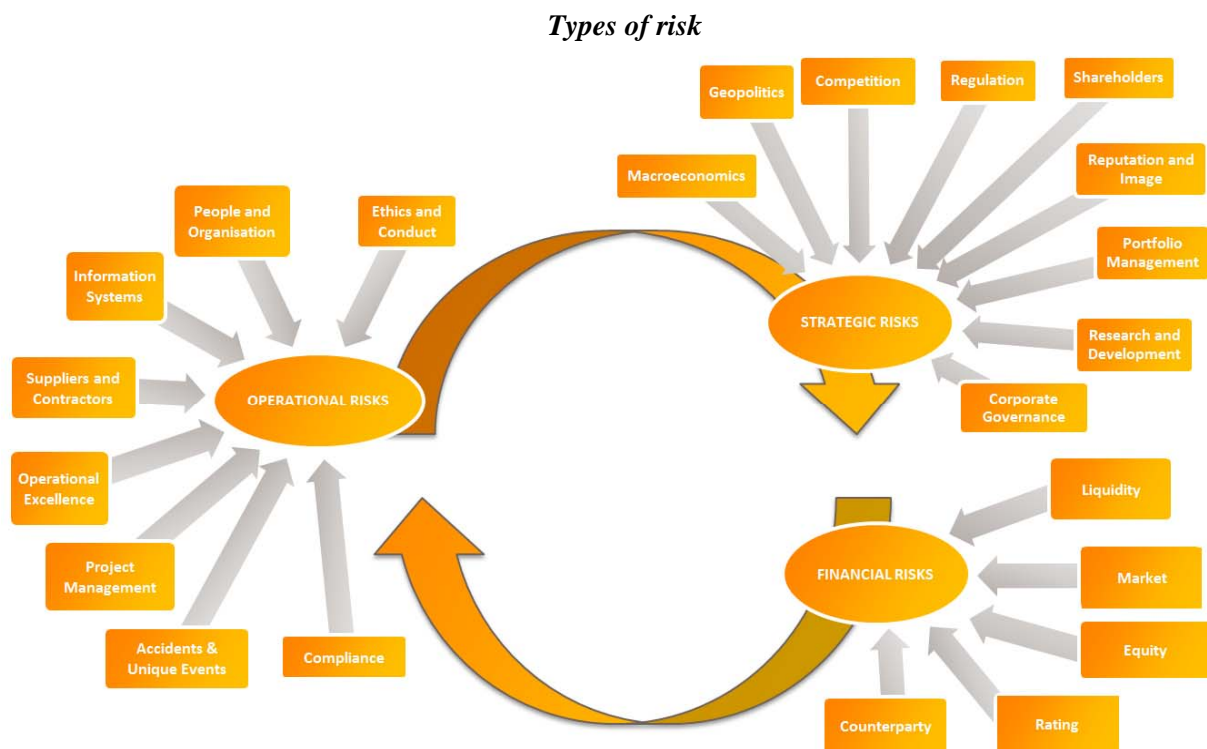 Types of risk
Geopolitics
Competition
Regulation
Shareholders
Macroeconomics
Reputation and
Image
People and
Organisation
Ethics and
Conduct
Portfolio
Management
Information
Systems
STRATEGIC RISKS
Research and
Development
Suppliers and
Contractors
OPERATIONAL RISKS
Corporate
Governance
Operational
Excellence
Liquidity
Project
Management
FINANCIAL RISKS
Market
Accidents &
Unique Events
Compliance
Equity
Counterparty
Rating